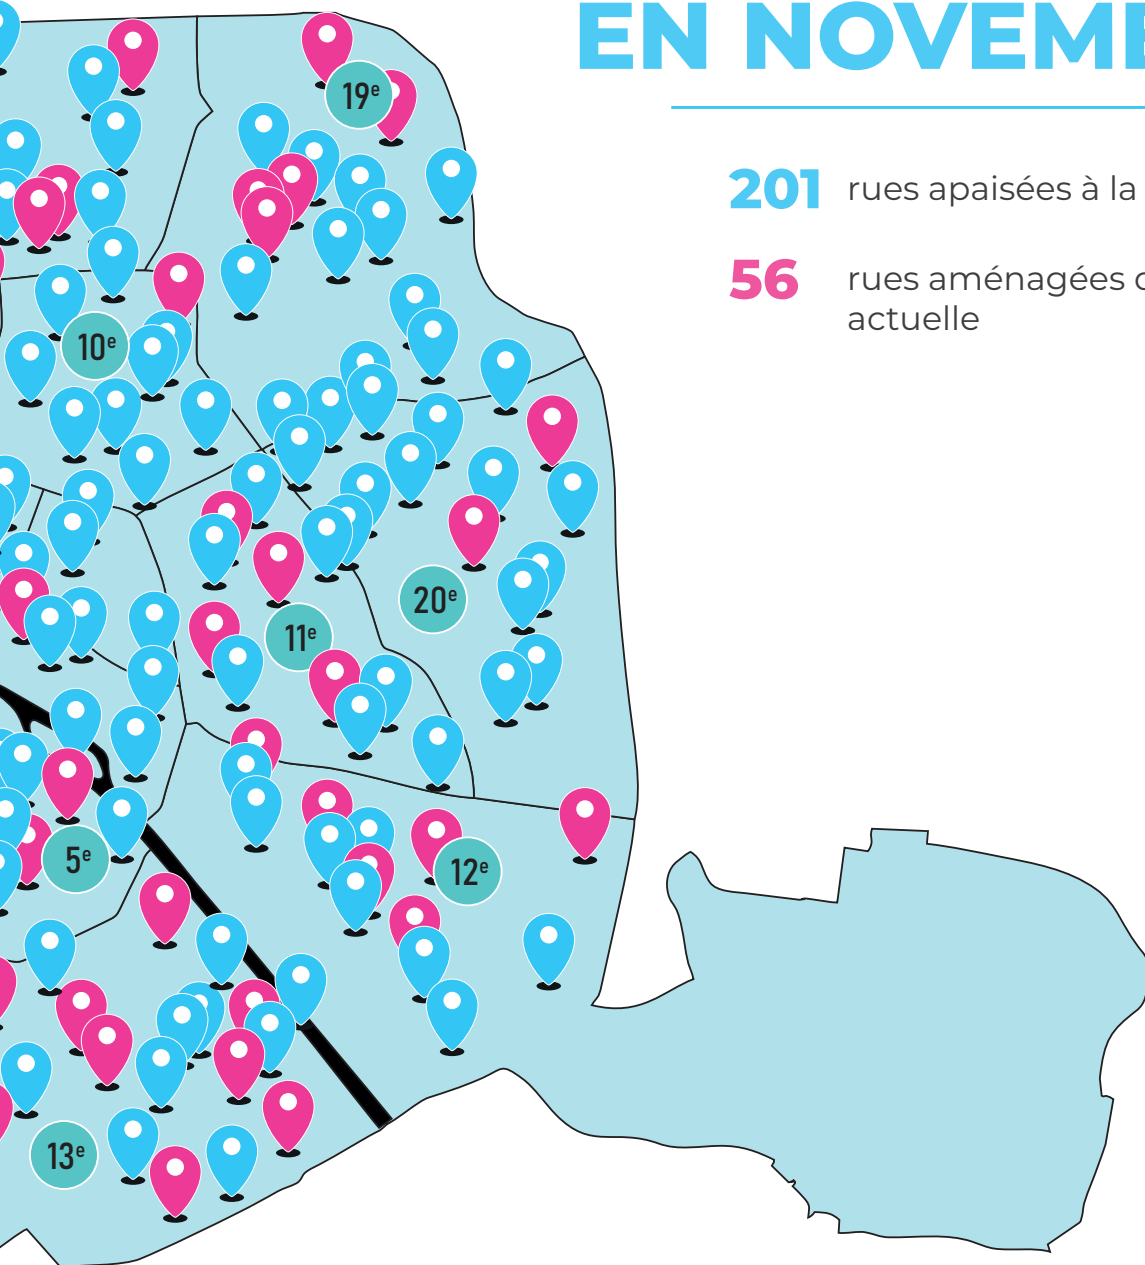 EN NOVEM
201 rues apaisées à la
56 rues aménagées
actuelle
19e
10e
20e
11e
5e
12e
13e